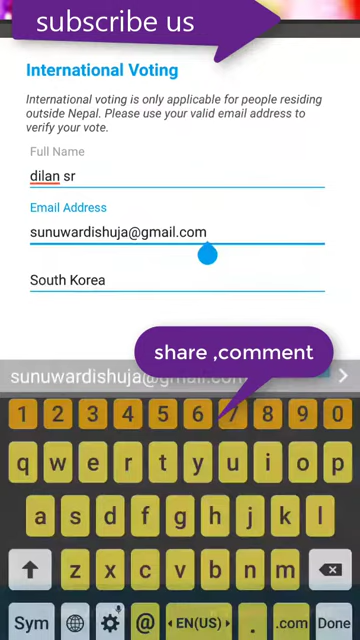 subscribe us
International Voting
International voting is only applicable for people residing
outside Nepal. Please use your valid email address to
verify your vote.
Full Name
dilan sr
Email Address
sunuwardishuja@gmail.com
South Korea
share ,comment
sunuwardishuja@gmail.com
1 2 3 4 5 6 7 8 9 0
q w e r t y u i o p
a s d f g h j k l
z x c v b n m
Sym @ EN(US) . .com Done